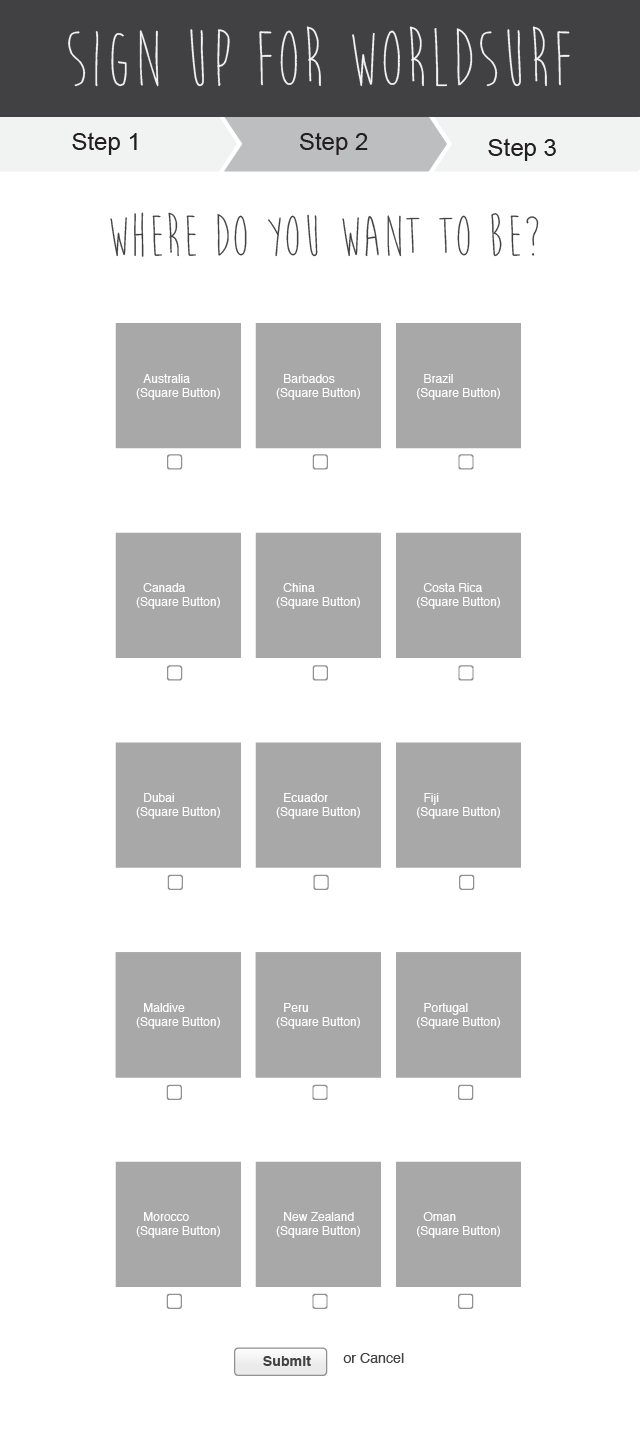 SIGN UP FOR WORLDSURF
Step 1
Step 2
Step 3
WHERE DO YOU WANT TO BE?
Australia
(Square Button)
Barbados
(Square Button)
Brazil
(Square Button)
Canada
(Square Button)
China
(Square Button)
Costa Rica
(Square Button)
Dubai
(Square Button)
Ecuador
(Square Button)
Fiji
(Square Button)
Maldive
(Square Button)
Peru
(Square Button)
Portugal
(Square Button)
Morocco
(Square Button)
New Zealand
(Square Button)
Oman
(Square Button)
Submit
or Cancel